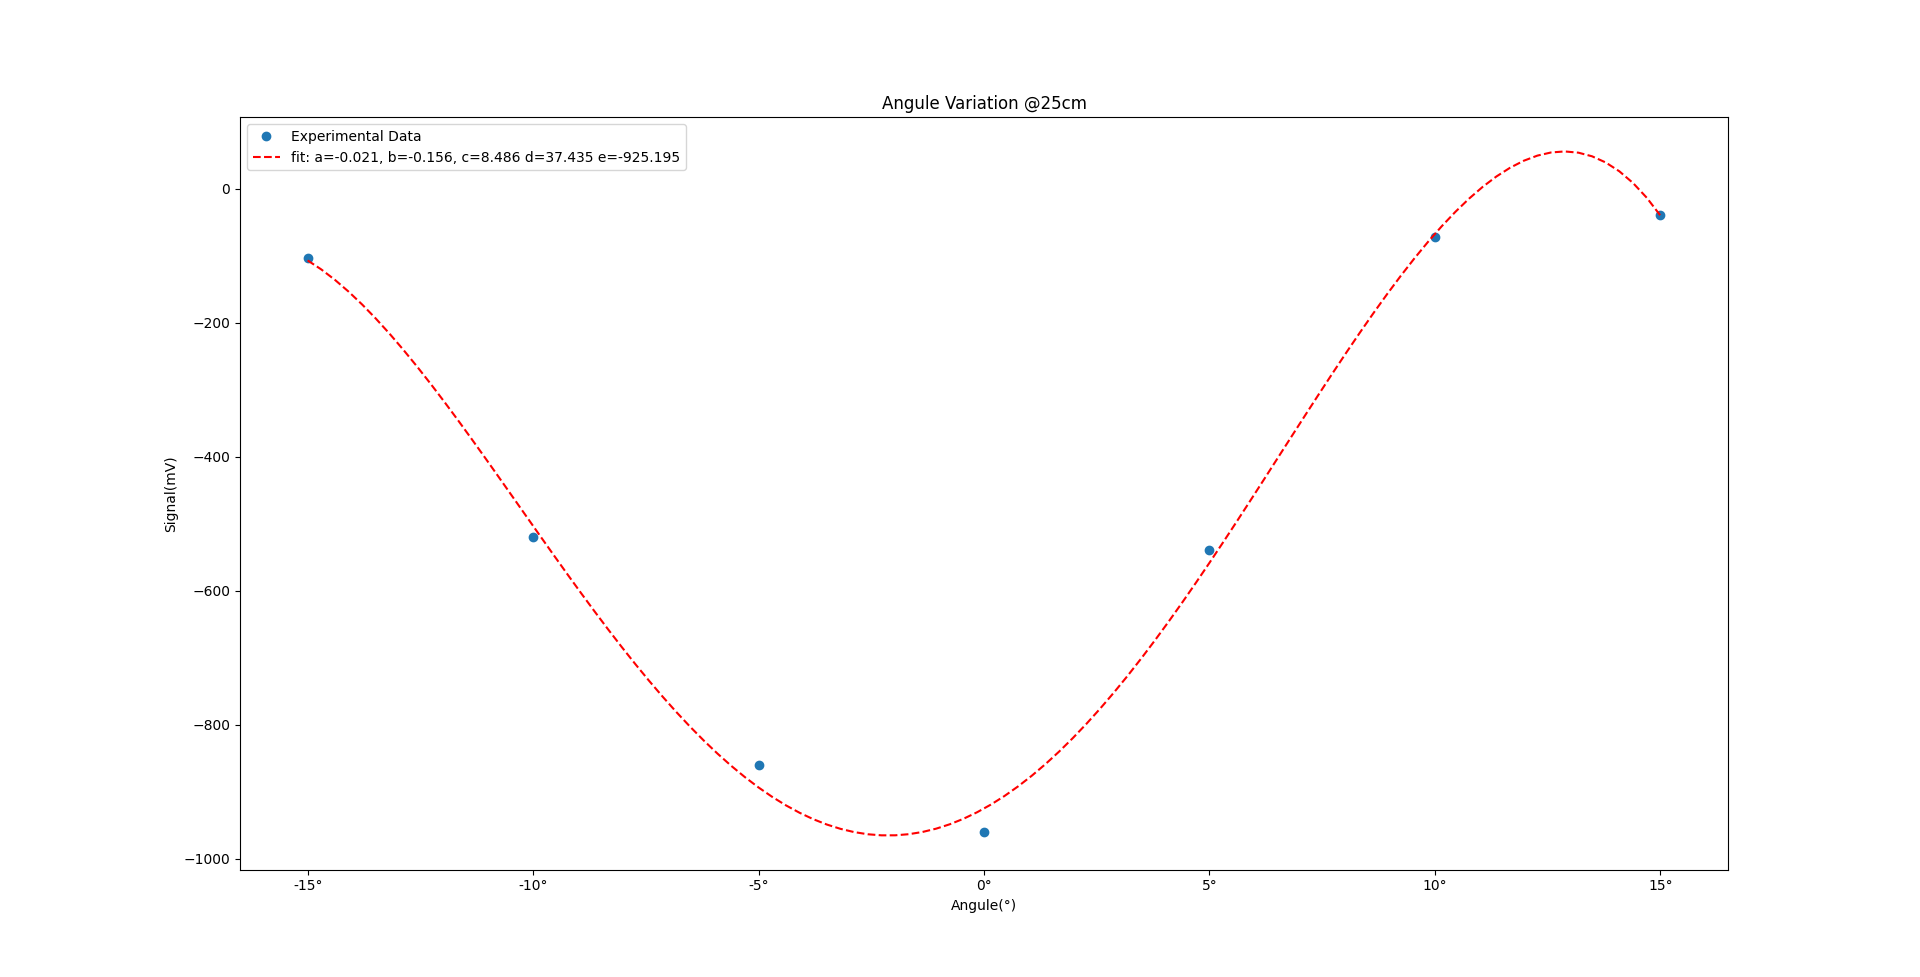 Angule Variation @25cm
Experimental Data
fit: a=-0.021, b=-0.156, c=8.486 d=37.435 e=-925.195
0
−200
−400
−600
−800
−1000
Signal(mV)
-15° -10° -5° 0° 5° 10° 15°
Angule(°)